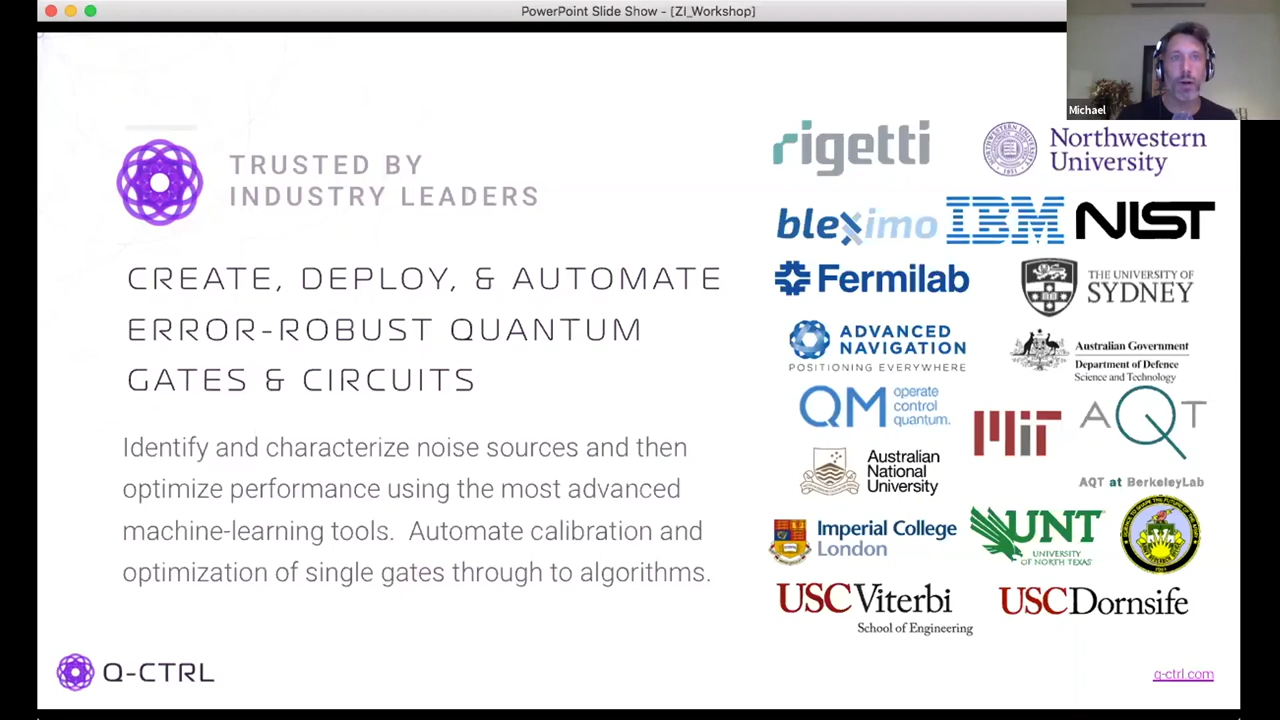 PowerPoint Slide Show - [ZI_Workshop]
Michael
TRUSTED BY
INDUSTRY LEADERS
CREATE, DEPLOY, & AUTOMATE
ERROR-ROBUST QUANTUM
GATES & CIRCUITS
Identify and characterize noise sources and then
optimize performance using the most advanced
machine-learning tools. Automate calibration and
optimization of single gates through to algorithms.
Q-CTRL
rigetti
Northwestern
University
bleximo
IBM
NIST
Fermilab
THE UNIVERSITY OF
SYDNEY
ADVANCED
NAVIGATION
POSITIONING EVERYWHERE
Australian Government
Department of Defence
Science and Technology
QM
operate
control
quantum.
MIT
AQT
AQT at BerkeleyLab
Australian
National
University
Imperial College
London
UNT
UNIVERSITY
OF NORTH TEXAS
USC Viterbi
School of Engineering
USC Dornsife
q-ctrl.com